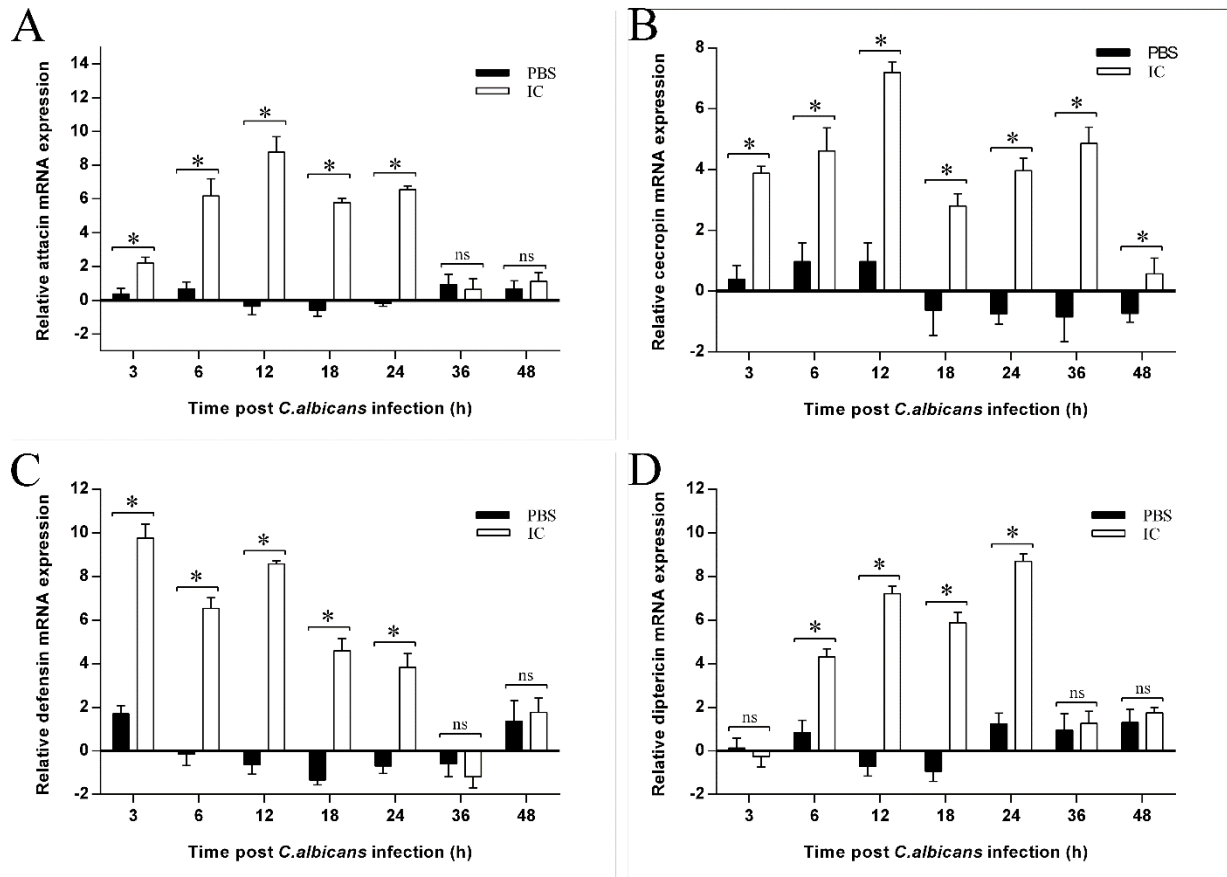 A
Relative attacin mRNA expression
14
12
10
8
6
4
2
0
-2
PBS
IC
*
*
*
*
*
ns
ns
3 6 12 18 24 36 48
Time post C.albicans infection (h)
B
Relative cecropin mRNA expression
8
6
4
2
0
-2
PBS
IC
*
*
*
*
*
*
*
3 6 12 18 24 36 48
Time post C.albicans infection (h)
C
Relative defensin mRNA expression
12
10
8
6
4
2
0
-2
PBS
IC
*
*
*
*
*
ns
ns
3 6 12 18 24 36 48
Time post C.albicans infection (h)
D
Relative diptericin mRNA expression
12
10
8
6
4
2
0
-2
PBS
IC
ns
*
*
*
*
ns
ns
3 6 12 18 24 36 48
Time post C.albicans infection (h)